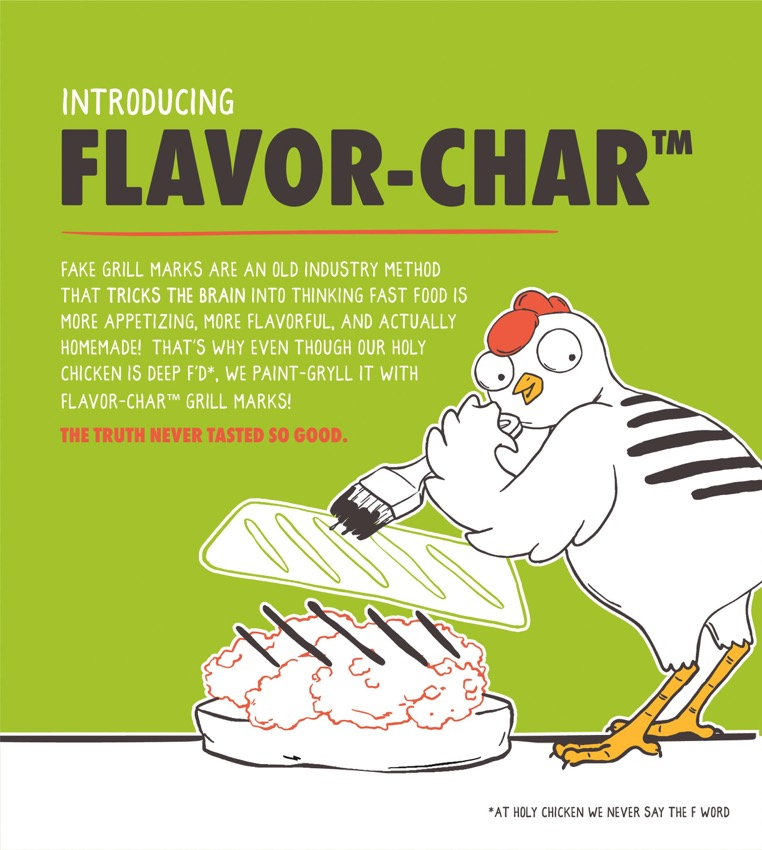 INTRODUCING
FLAVOR-CHAR™
FAKE GRILL MARKS ARE AN OLD INDUSTRY METHOD
THAT TRICKS THE BRAIN INTO THINKING FAST FOOD IS
MORE APPETIZING, MORE FLAVORFUL, AND ACTUALLY
HOMEMADE! THAT'S WHY EVEN THOUGH OUR HOLY
CHICKEN IS DEEP F'D*, WE PAINT-GRYLL IT WITH
FLAVOR-CHAR™ GRILL MARKS!
THE TRUTH NEVER TASTED SO GOOD.
*AT HOLY CHICKEN WE NEVER SAY THE F WORD